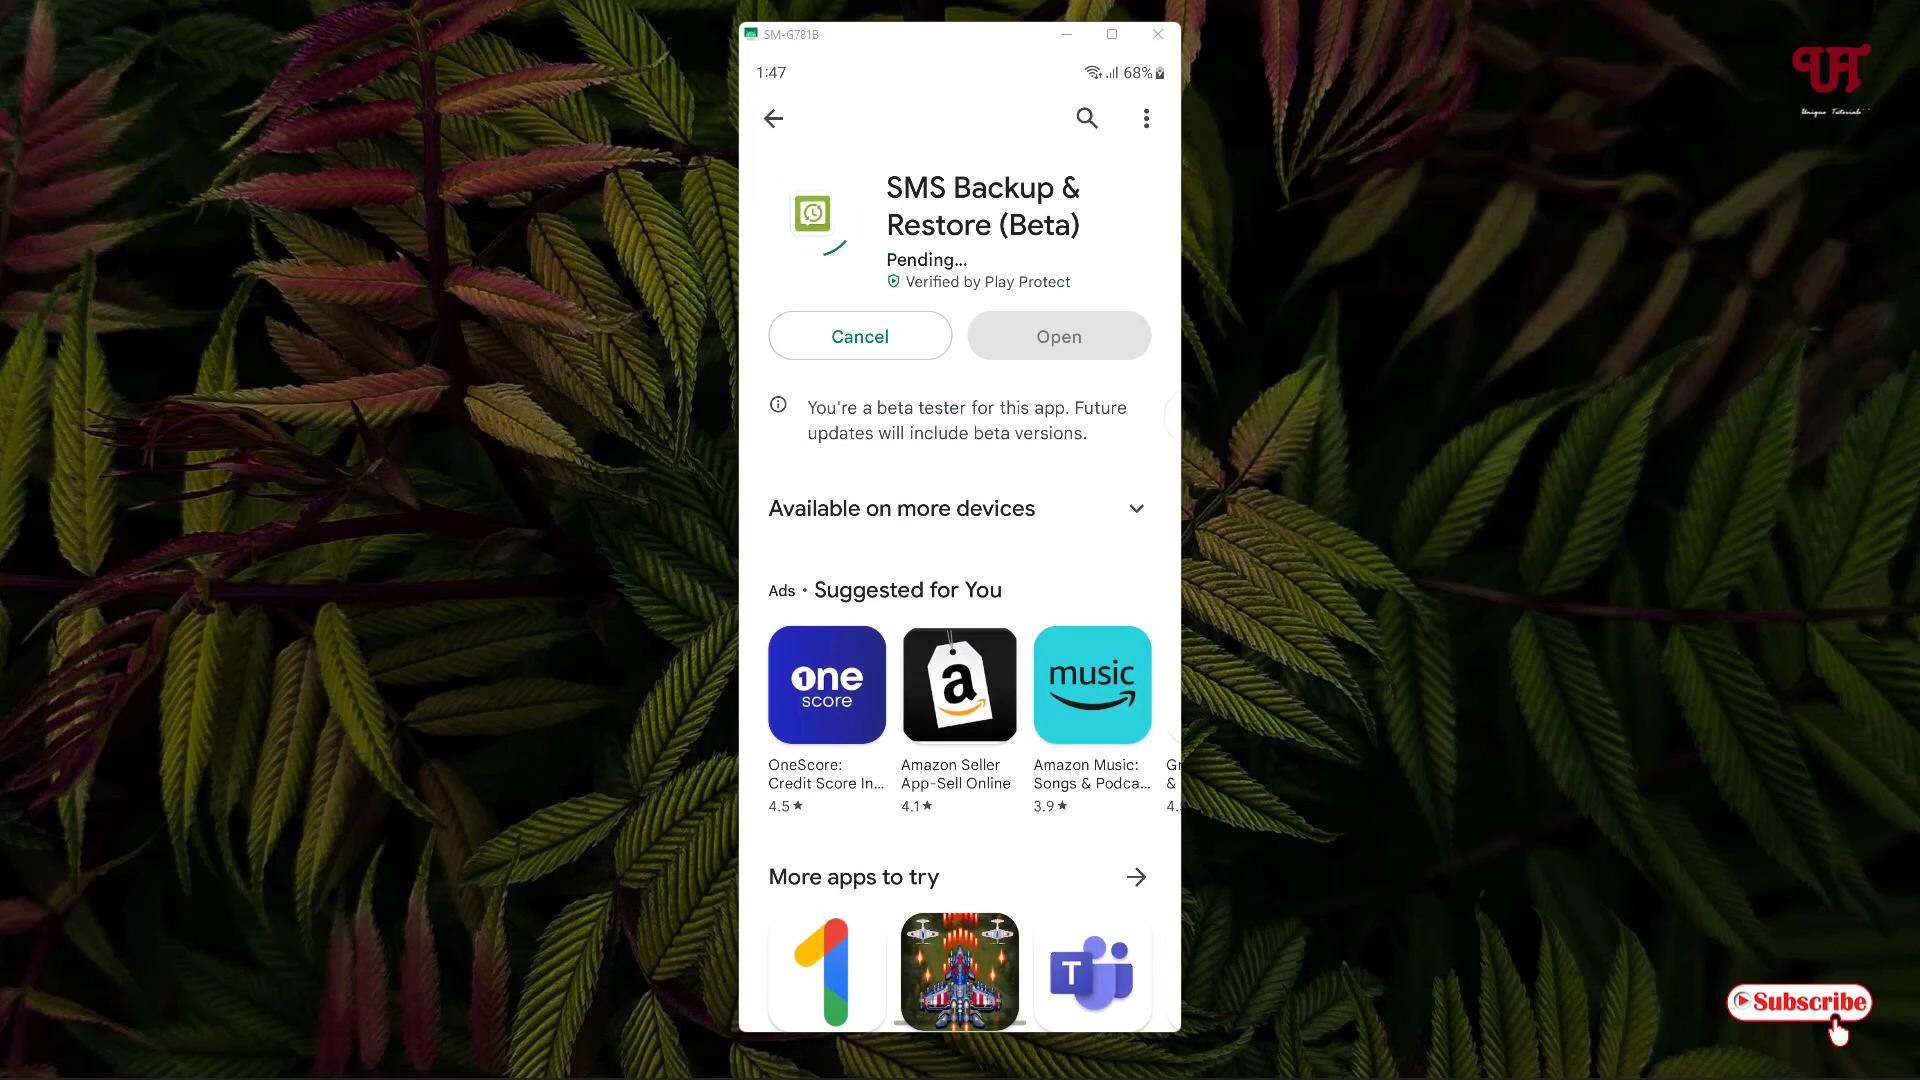 SM-G781B
1:47
68%
SMS Backup &
Restore (Beta)
Pending...
Verified by Play Protect
Cancel
Open
You're a beta tester for this app. Future
updates will include beta versions.
Available on more devices
Ads • Suggested for You
one
score
a
music
OneScore:
Credit Score In...
4.5★
Amazon Seller
App-Sell Online
4.1★
Amazon Music:
Songs & Podca...
3.9★
&
More apps to try
T
Unique Tutorials
Subscribe